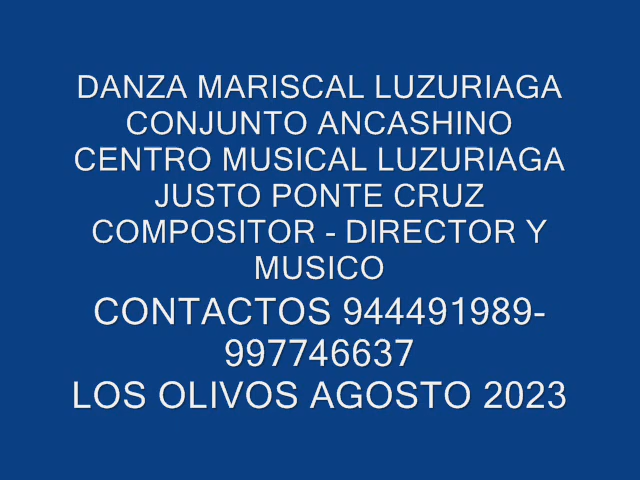 DANZA MARISCAL LUZURIAGA
CONJUNTO ANCASHINO
CENTRO MUSICAL LUZURIAGA
JUSTO PONTE CRUZ
COMPOSITOR - DIRECTOR Y
MUSICO
CONTACTOS 944491989-
997746637
LOS OLIVOS AGOSTO 2023